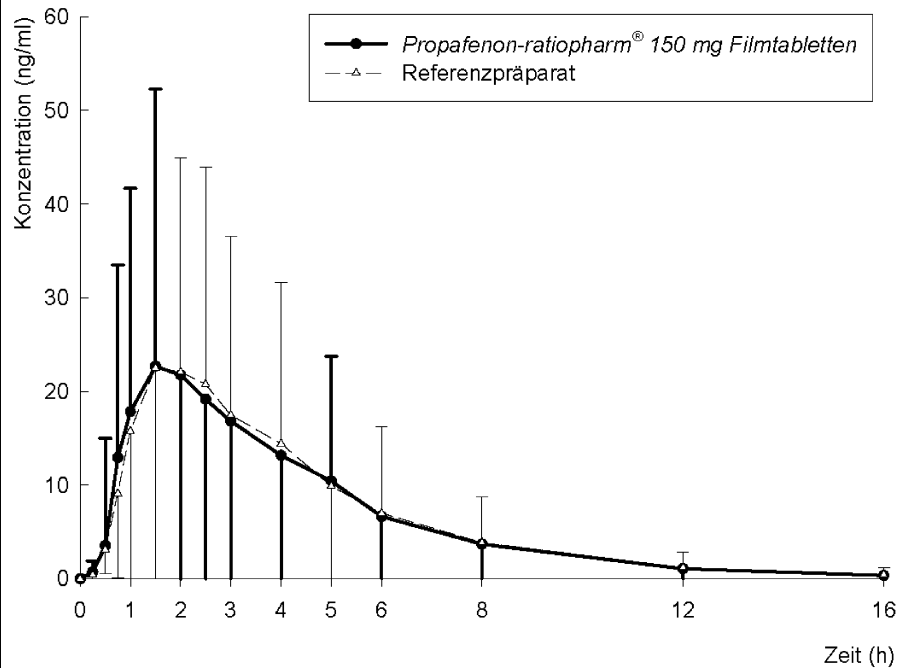 Konzentration (ng/ml)
60
50
40
30
20
10
0
Propafenon-ratiopharm® 150 mg Filmtabletten
Referenzpräparat
0 1 2 3 4 5 6 8 12 16
Zeit (h)